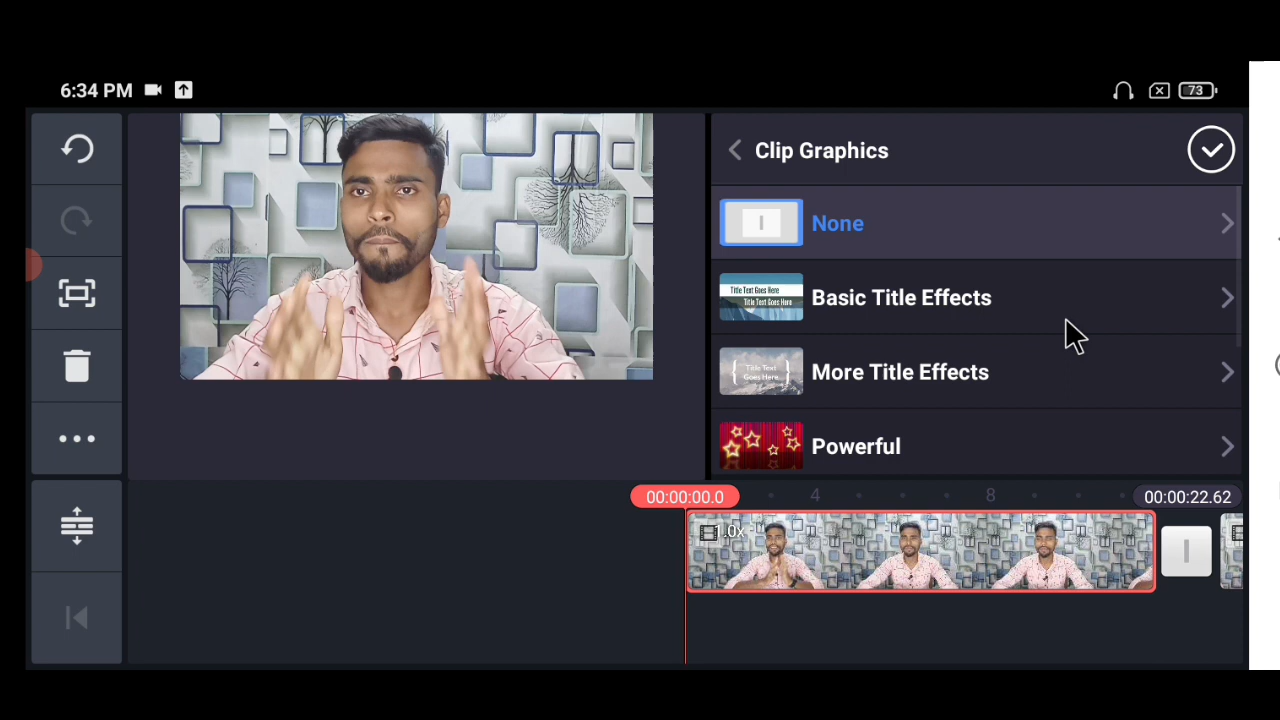 6:34 PM
73
Clip Graphics
None
Title Text Goes Here
Title Text Goes Here
Basic Title Effects
Title Text
Goes Here...
More Title Effects
Powerful
00:00:00.0
4
8
00:00:22.62
1.0x